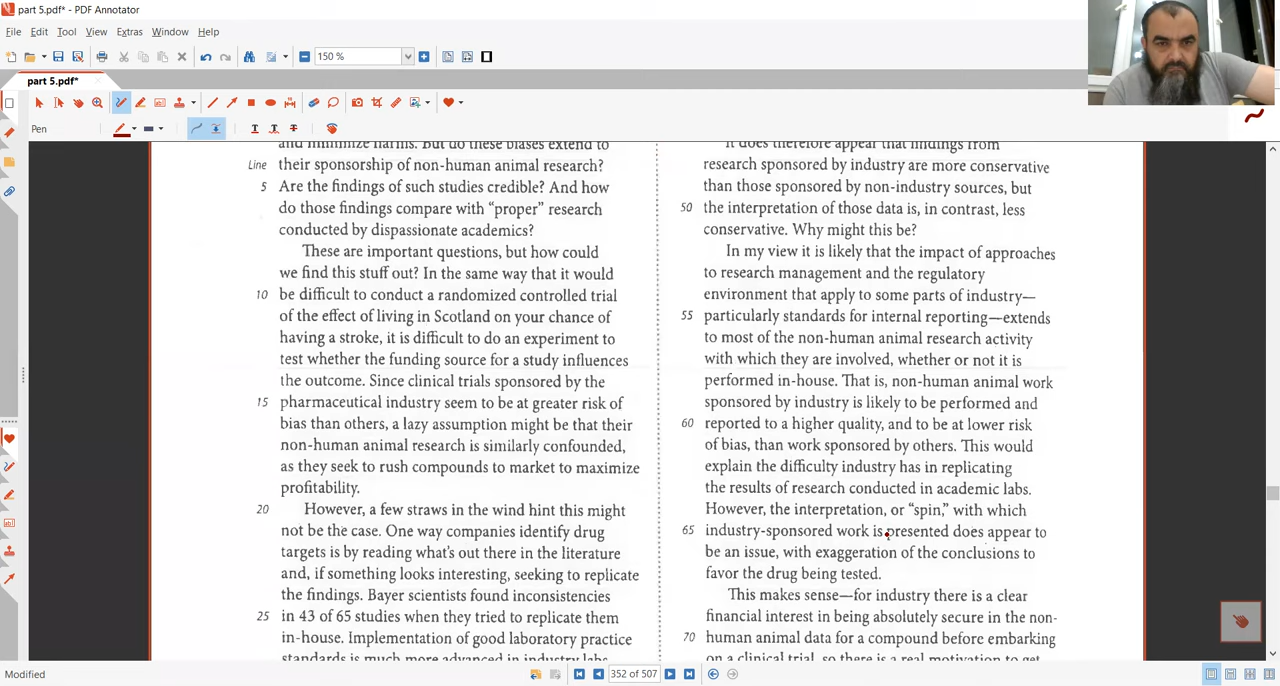 part 5.pdf* - PDF Annotator
File Edit Tool View Extras Window Help
150 %
part 5.pdf*
Pen
and minimize harms. But do these biases extend to
Line their sponsorship of non-human animal research?
5 Are the findings of such studies credible? And how
do those findings compare with “proper” research
conducted by dispassionate academics?
These are important questions, but how could
we find this stuff out? In the same way that it would
10 be difficult to conduct a randomized controlled trial
of the effect of living in Scotland on your chance of
having a stroke, it is difficult to do an experiment to
test whether the funding source for a study influences
the outcome. Since clinical trials sponsored by the
15 pharmaceutical industry seem to be at greater risk of
bias than others, a lazy assumption might be that their
non-human animal research is similarly confounded,
as they seek to rush compounds to market to maximize
profitability.
20 However, a few straws in the wind hint this might
not be the case. One way companies identify drug
targets is by reading what’s out there in the literature
and, if something looks interesting, seeking to replicate
the findings. Bayer scientists found inconsistencies
25 in 43 of 65 studies when they tried to replicate them
in-house. Implementation of good laboratory practice
standards is much more advanced in industry labs
It does therefore appear that findings from
research sponsored by industry are more conservative
than those sponsored by non-industry sources, but
50 the interpretation of those data is, in contrast, less
conservative. Why might this be?
In my view it is likely that the impact of approaches
to research management and the regulatory
environment that apply to some parts of industry—
55 particularly standards for internal reporting—extends
to most of the non-human animal research activity
with which they are involved, whether or not it is
performed in-house. That is, non-human animal work
sponsored by industry is likely to be performed and
60 reported to a higher quality, and to be at lower risk
of bias, than work sponsored by others. This would
explain the difficulty industry has in replicating
the results of research conducted in academic labs.
However, the interpretation, or “spin,” with which
65 industry-sponsored work is presented does appear to
be an issue, with exaggeration of the conclusions to
favor the drug being tested.
This makes sense—for industry there is a clear
financial interest in being absolutely secure in the non-
70 human animal data for a compound before embarking
on a clinical trial, so there is a real motivation to get
Modified
352 of 507